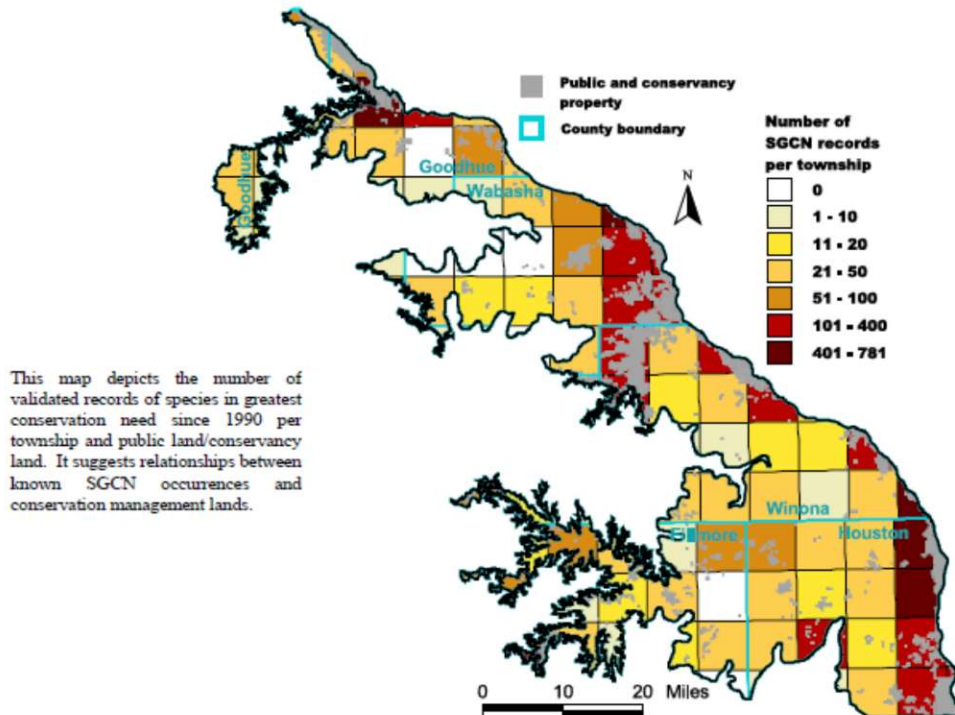 Public and conservancy
property
County boundary
Number of
SGCN records
per township
0
1 - 10
11 - 20
21 - 50
51 - 100
101 - 400
401 - 781
N
Goodhue
Wabasha
Goodhue
This map depicts the number of
validated records of species in greatest
conservation need since 1990 per
township and public land/conservancy
land. It suggests relationships between
known SGCN occurrences and
conservation management lands.
Winona
Fillmore
Houston
0 10 20 Miles